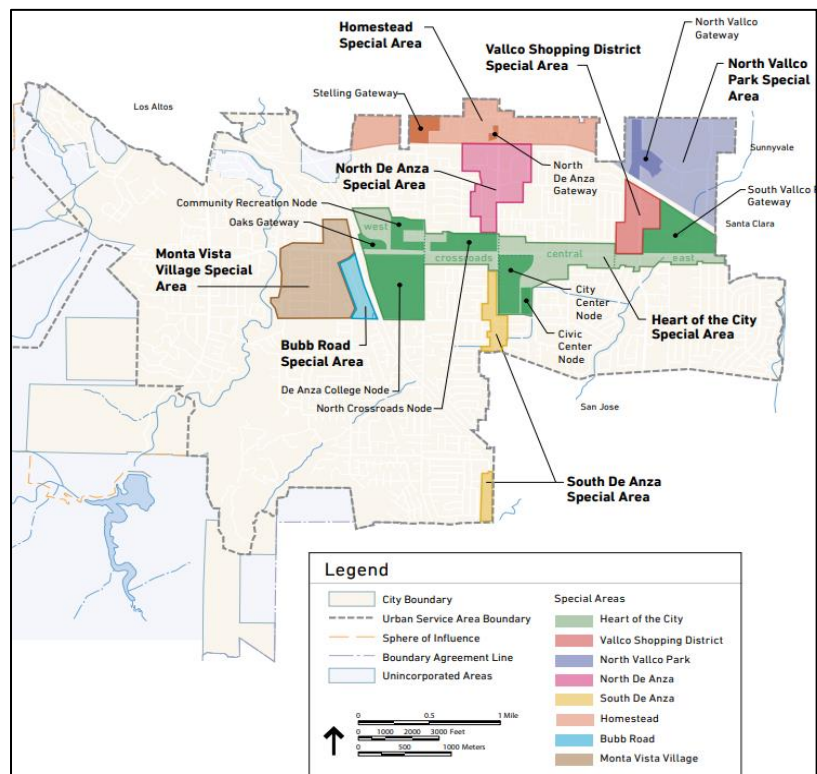 Homestead
Special Area
North Vallco
Gateway
Vallco Shopping District
Special Area
North Vallco
Park Special
Area
Stelling Gateway
Los Altos
Sunnyvale
North De Anza
Special Area
North
De Anza
Gateway
South Vallco
Gateway
Community Recreation Node
Oaks Gateway
Santa Clara
west
crossroads
central
east
Monta Vista
Village Special
Area
City
Center
Node
Heart of the City
Special Area
Bubb Road
Special Area
Civic
Center
Node
De Anza College Node
North Crossroads Node
San Jose
South De Anza
Special Area
Legend
City Boundary
Urban Service Area Boundary
Sphere of Influence
Boundary Agreement Line
Unincorporated Areas
Special Areas
Heart of the City
Vallco Shopping District
North Vallco Park
North De Anza
South De Anza
Homestead
Bubb Road
Monta Vista Village
0 0.5 1 Mile
0 1000 2000 3000 Feet
0 500 1000 Meters